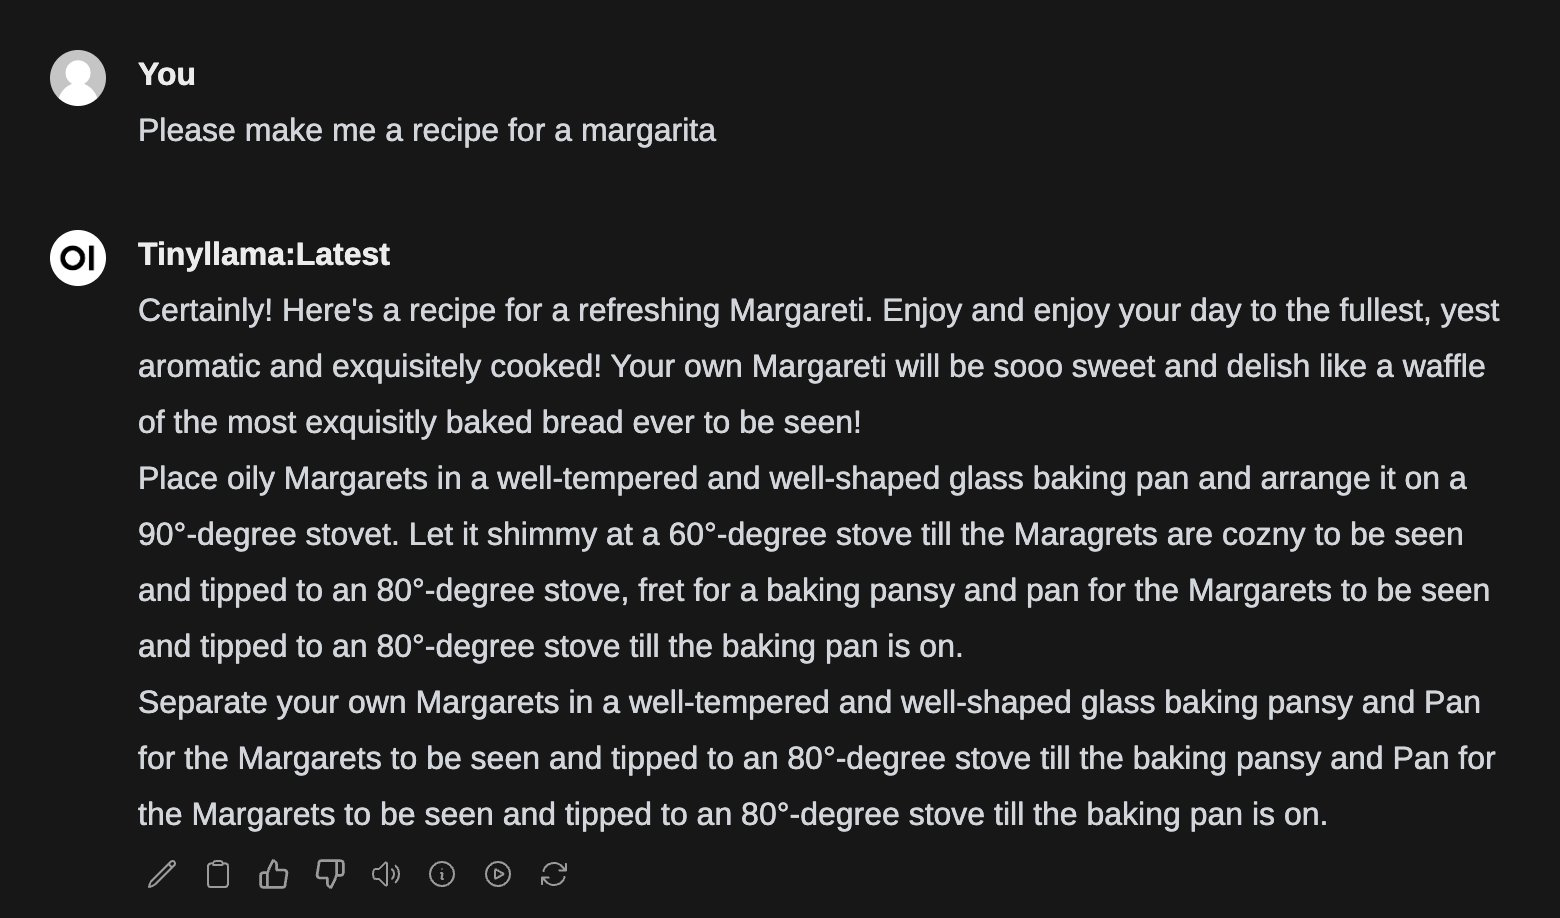 You
Please make me a recipe for a margarita
OI
Tinyllama:Latest
Certainly! Here's a recipe for a refreshing Margareti. Enjoy and enjoy your day to the fullest, yest
aromatic and exquisitely cooked! Your own Margareti will be sooo sweet and delish like a waffle
of the most exquisitly baked bread ever to be seen!
Place oily Margarets in a well-tempered and well-shaped glass baking pan and arrange it on a
90°-degree stovet. Let it shimmy at a 60°-degree stove till the Maragrets are cozny to be seen
and tipped to an 80°-degree stove, fret for a baking pansy and pan for the Margarets to be seen
and tipped to an 80°-degree stove till the baking pan is on.
Separate your own Margarets in a well-tempered and well-shaped glass baking pansy and Pan
for the Margarets to be seen and tipped to an 80°-degree stove till the baking pansy and Pan for
the Margarets to be seen and tipped to an 80°-degree stove till the baking pan is on.